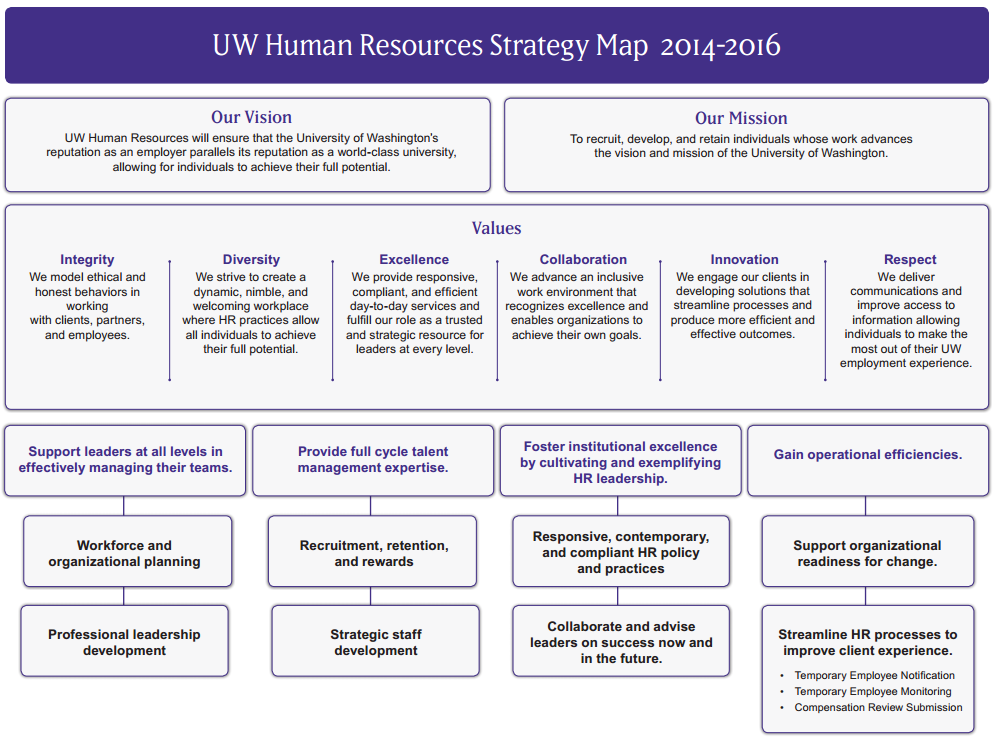 UW Human Resources Strategy Map 2014-2016
Our Vision
UW Human Resources will ensure that the University of Washington's
reputation as an employer parallels its reputation as a world-class university,
allowing for individuals to achieve their full potential.
Our Mission
To recruit, develop, and retain individuals whose work advances
the vision and mission of the University of Washington.
Values
Integrity
We model ethical and
honest behaviors in
working
with clients, partners,
and employees.
Diversity
We strive to create a
dynamic, nimble, and
welcoming workplace
where HR practices allow
all individuals to achieve
their full potential.
Excellence
We provide responsive,
compliant, and efficient
day-to-day services and
fulfill our role as a trusted
and strategic resource for
leaders at every level.
Collaboration
We advance an inclusive
work environment that
recognizes excellence and
enables organizations to
achieve their own goals.
Innovation
We engage our clients in
developing solutions that
streamline processes and
produce more efficient and
effective outcomes.
Respect
We deliver
communications and
improve access to
information allowing
individuals to make the
most out of their UW
employment experience.
Support leaders at all levels in
effectively managing their teams.
Workforce and
organizational planning
Professional leadership
development
Provide full cycle talent
management expertise.
Recruitment, retention,
and rewards
Strategic staff
development
Foster institutional excellence
by cultivating and exemplifying
HR leadership.
Responsive, contemporary,
and compliant HR policy
and practices
Collaborate and advise
leaders on success now and
in the future.
Gain operational efficiencies.
Support organizational
readiness for change.
Streamline HR processes to
improve client experience.
• Temporary Employee Notification
• Temporary Employee Monitoring
• Compensation Review Submission